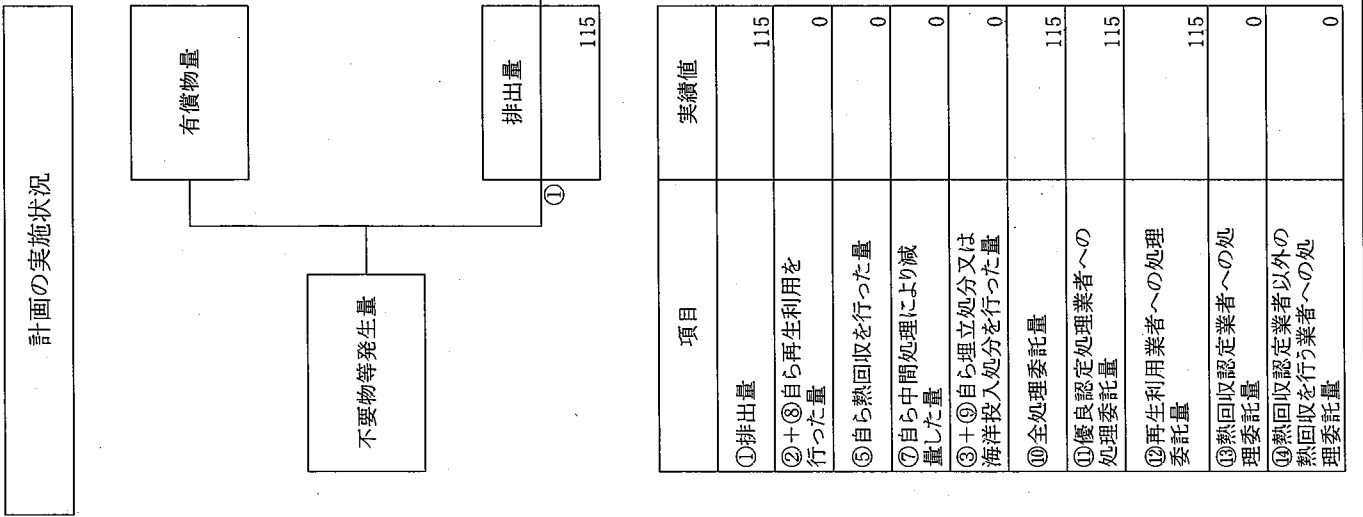 計画の実施状況
有償物量
不要物等発生量
排出量
115
①
項目
実績値
①排出量
115
②+⑧自ら再生利用を
行った量
0
⑤自ら熱回収を行った量
0
⑦自ら中間処理により減
量した量
0
③+⑨自ら埋立処分又は
海洋投入処分を行った量
0
⑩全処理委託量
115
⑪優良認定処理業者への
処理委託量
115
⑫再生利用業者への処理
委託量
115
⑬熱回収認定業者への処
理委託量
0
⑭熱回収認定業者以外の
熱回収を行う業者への処
理委託量
0